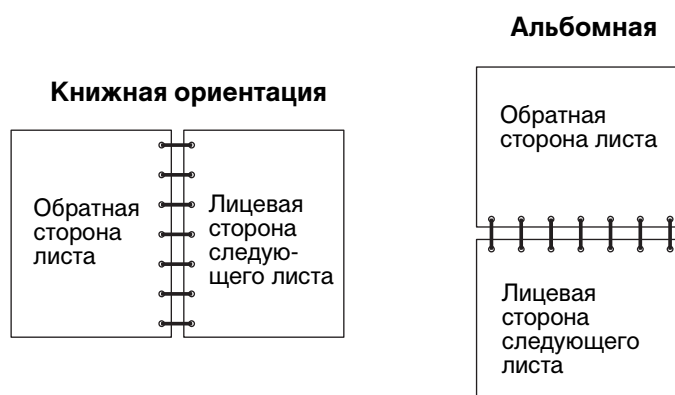 Книжная ориентация
Обратная
сторона
листа
Лицевая
сторона
следую-
щего листа
Альбомная
Обратная
сторона листа
Лицевая
сторона
следующего
листа